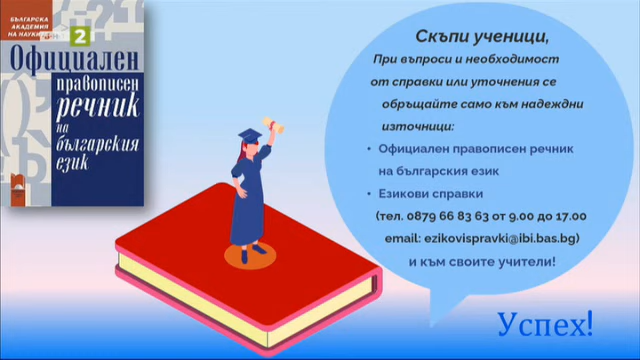 БЪЛГАРСКА
АКАДЕМИЯ
НА НАУКИТЕ
2
Официален
правописен
речник
на
българския
език
Скъпи ученици,
При въпроси и необходимост
от справки или уточнения се
обръщайте само към надеждни
източници:
• Официален правописен речник
на българския език
• Езикови справки
(тел. 0879 66 83 63 от 9.00 до 17.00
email: ezikovispravki@ibl.bas.bg)
и към своите учители!
Успех!